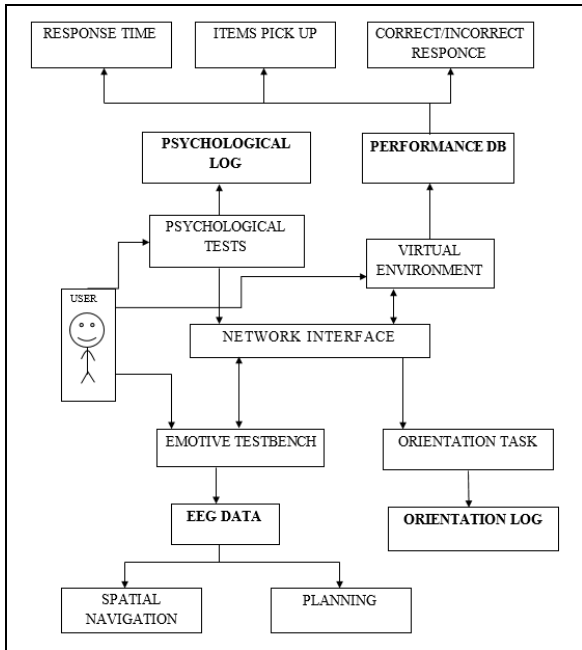 RESPONSE TIME
ITEMS PICK UP
CORRECT/INCORRECT
RESPONCE
PSYCHOLOGICAL
LOG
PERFORMANCE DB
PSYCHOLOGICAL
TESTS
VIRTUAL
ENVIRONMENT
USER
NETWORK INTERFACE
EMOTIVE TESTBENCH
ORIENTATION TASK
EEG DATA
ORIENTATION LOG
SPATIAL
NAVIGATION
PLANNING